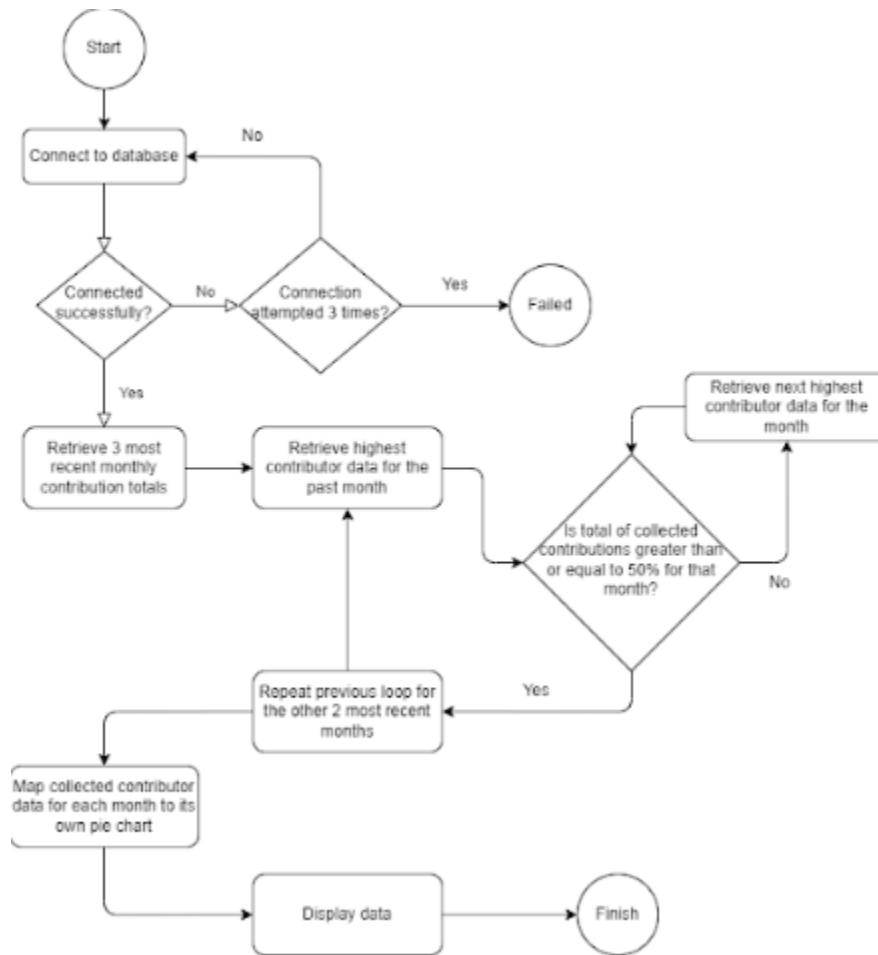 Start
No
Connect to database
Connected
successfully?
No
Connection
attempted 3 times?
Yes
Failed
Yes
Retrieve next highest
contributor data for the
month
Retrieve 3 most
recent monthly
contribution totals
Retrieve highest
contributor data for the
past month
Is total of collected
contributions greater than
or equal to 50% for that
month?
No
Yes
Repeat previous loop for
the other 2 most recent
months
Map collected contributor
data for each month to its
own pie chart
Display data
Finish